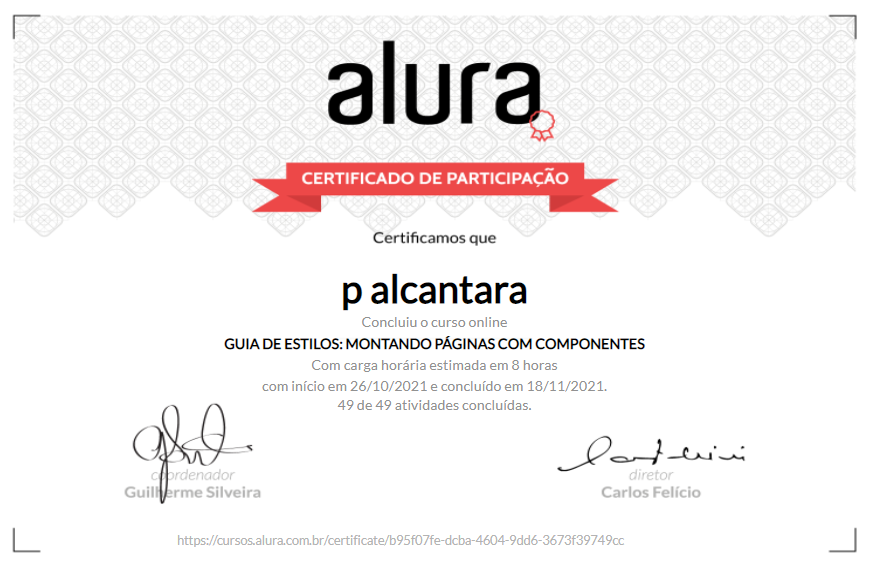 alura
CERTIFICADO DE PARTICIPAÇÃO
Certificamos que
p alcantara
Concluiu o curso online
GUIA DE ESTILOS: MONTANDO PÁGINAS COM COMPONENTES
Com carga horária estimada em 8 horas
com início em 26/10/2021 e concluído em 18/11/2021.
49 de 49 atividades concluídas.
coordenador
Guilherme Silveira
diretor
Carlos Felício
https://cursos.alura.com.br/certificate/b95f07fe-dcba-4604-9dd6-3673f39749cc